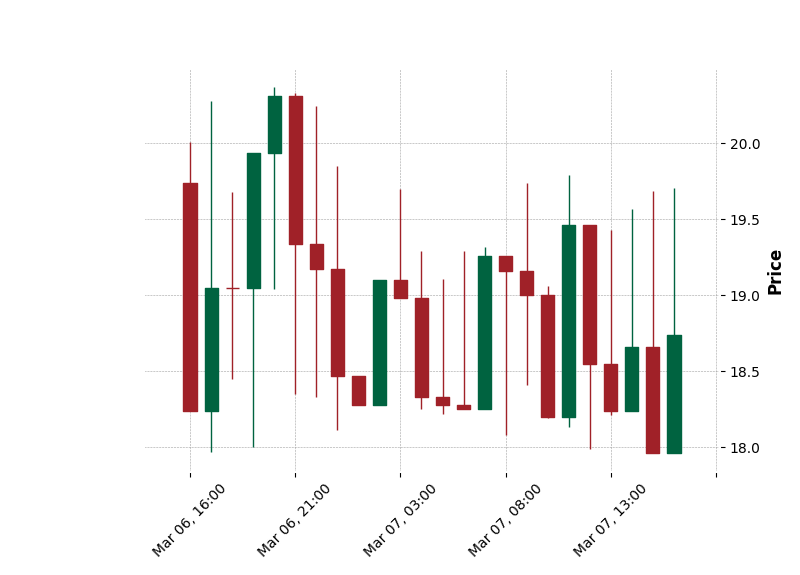 20.0
19.5
19.0
18.5
18.0
Price
Mar 06, 16:00
Mar 06, 21:00
Mar 07, 03:00
Mar 07, 08:00
Mar 07, 13:00